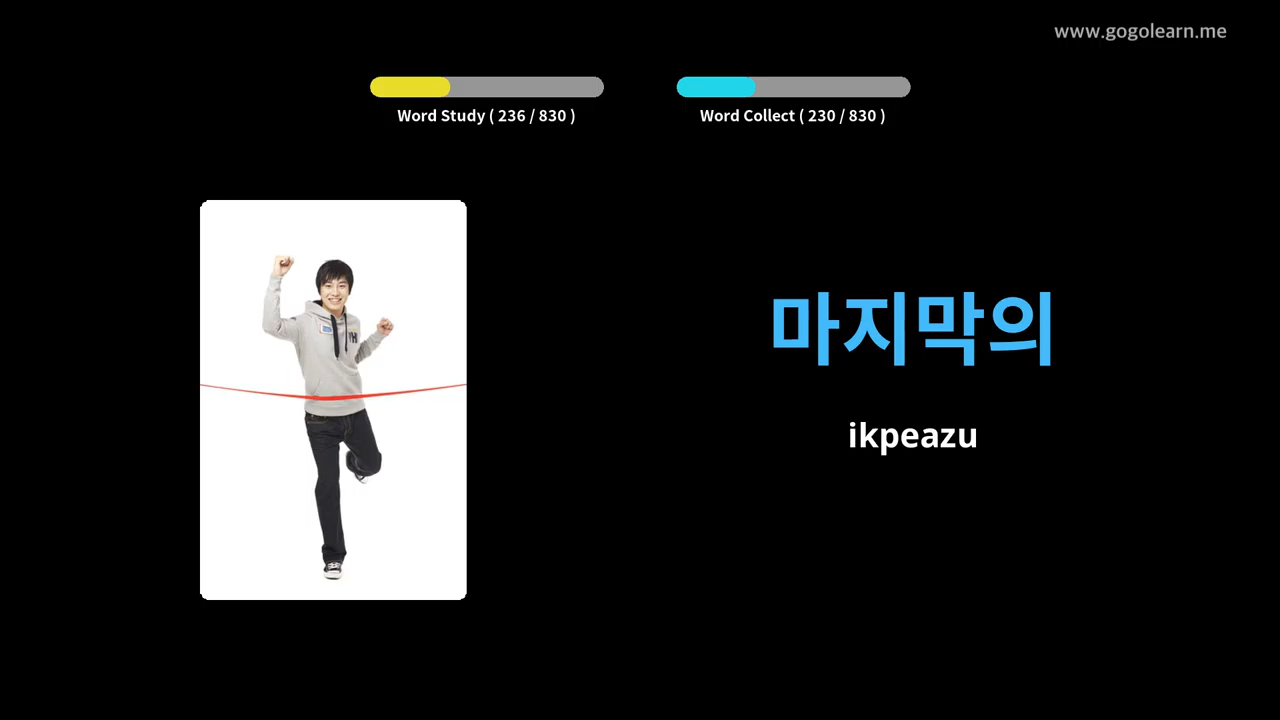 www.gogolearn.me
Word Study ( 236 / 830 )
Word Collect ( 230 / 830 )
마지막의
ikpeazu